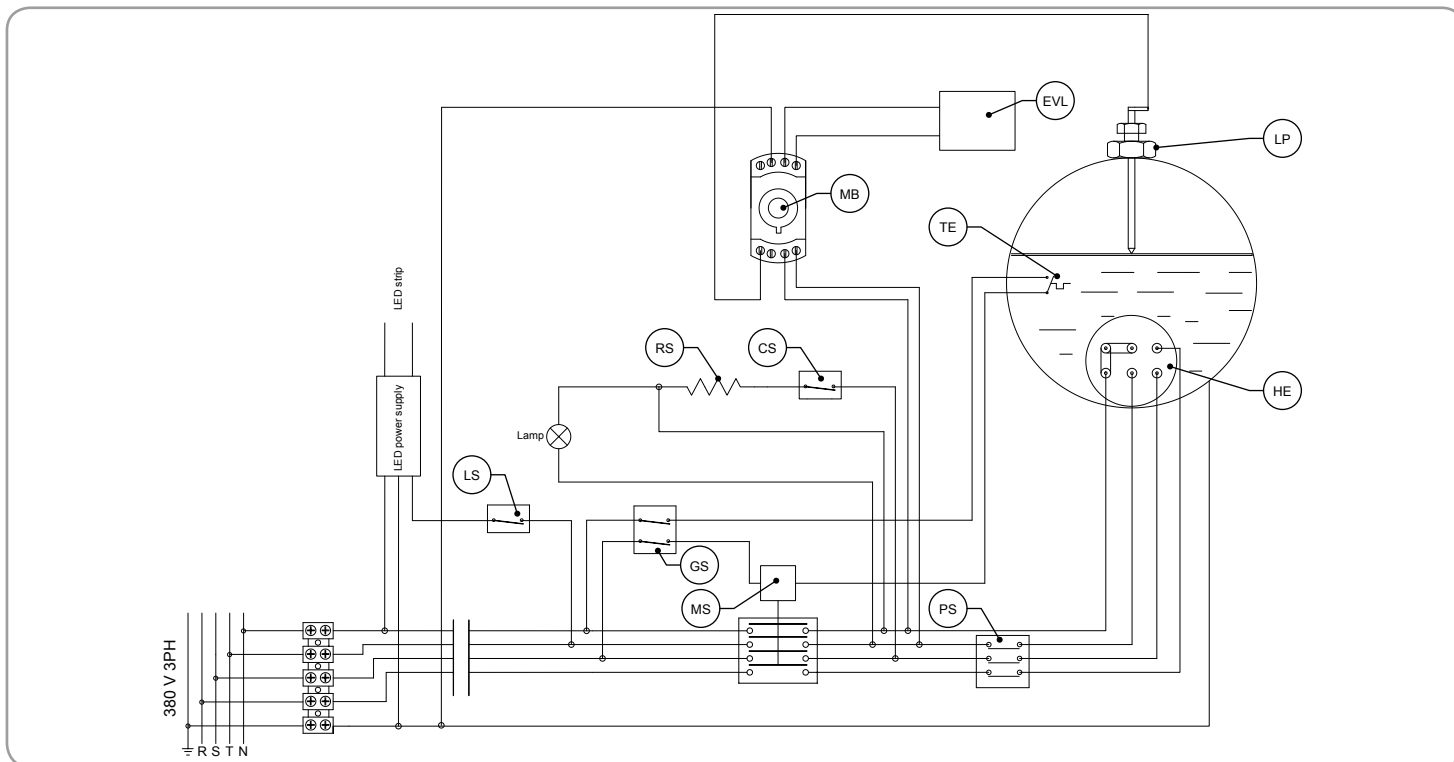 EVL
LP
MB
TE
LED strip
RS
CS
HE
LED power supply
Lamp
LS
GS
MS
PS
380 V 3PH
R S T N